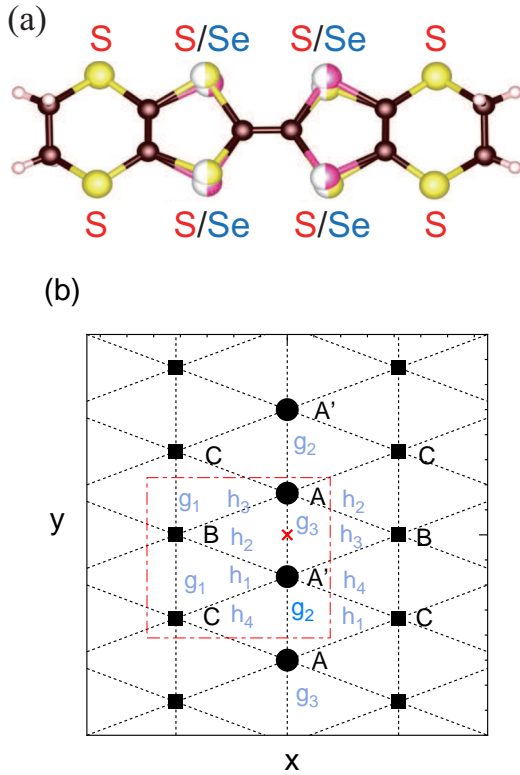 (a)
S S/Se S/Se S
S S/Se S/Se S
(b)
A'
g2
C C
g1 h3 A h2
g3
B h2 h3 B
y
g1 h1 A' h4
C h4 g2 h1 C
A
g3
x